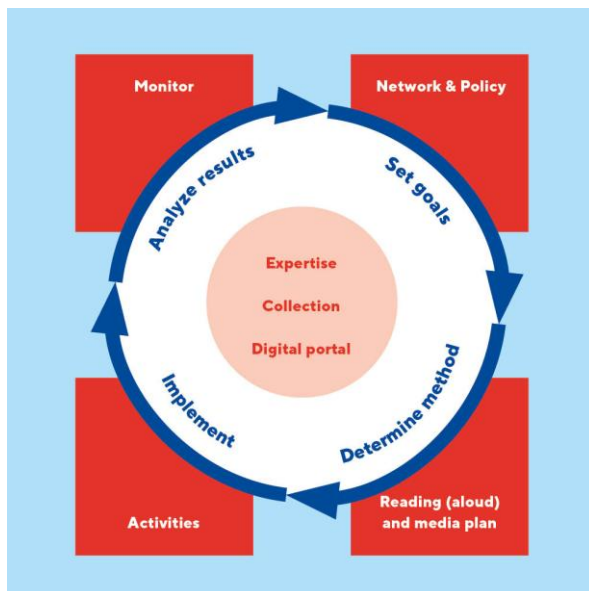 Monitor
Network & Policy
Analyze results
Set goals
Expertise
Collection
Digital portal
Implement
Determine method
Activities
Reading (aloud)
and media plan